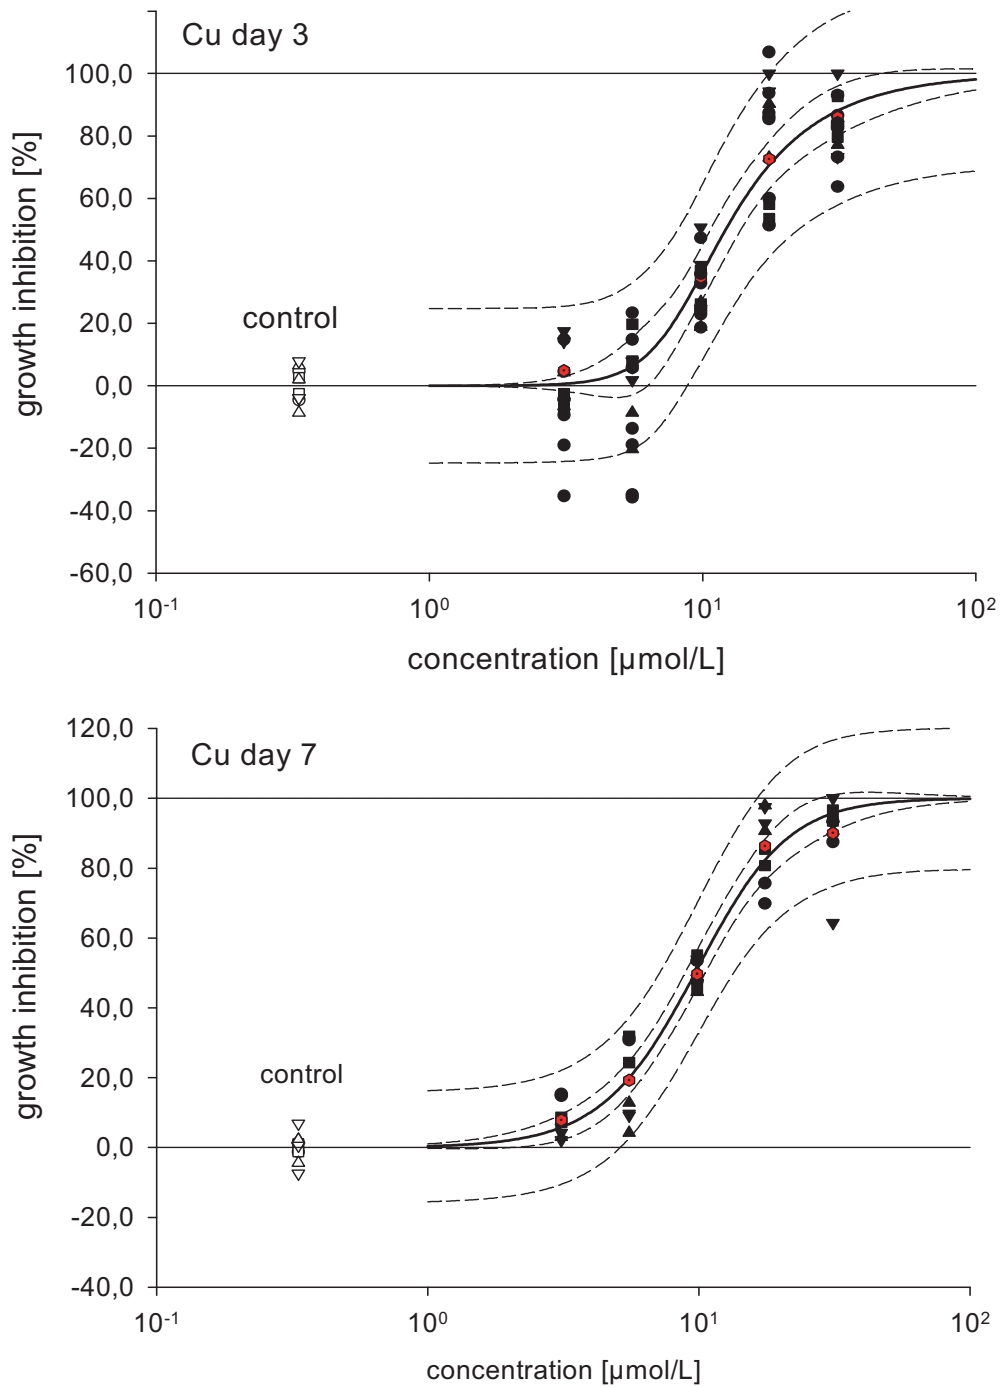 Cu day 3
growth inhibition [%]
100,0
80,0
60,0
40,0
20,0
0,0
-20,0
-40,0
-60,0
control
10-1 100 101 102
concentration [µmol/L]
Cu day 7
growth inhibition [%]
120,0
100,0
80,0
60,0
40,0
20,0
0,0
-20,0
-40,0
control
10-1 100 101 102
concentration [µmol/L]